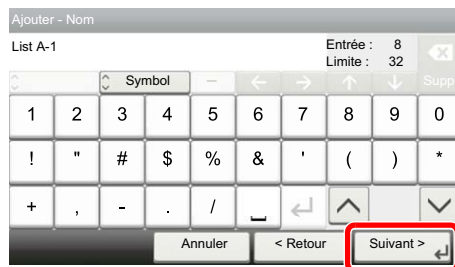 Ajouter - Nom
List A-1 Entrée : 8
Limite : 32
Symbol Supp
1 2 3 4 5 6 7 8 9 0
! " # $ % & ' ( ) *
+ , - . /
Annuler < Retour Suivant >